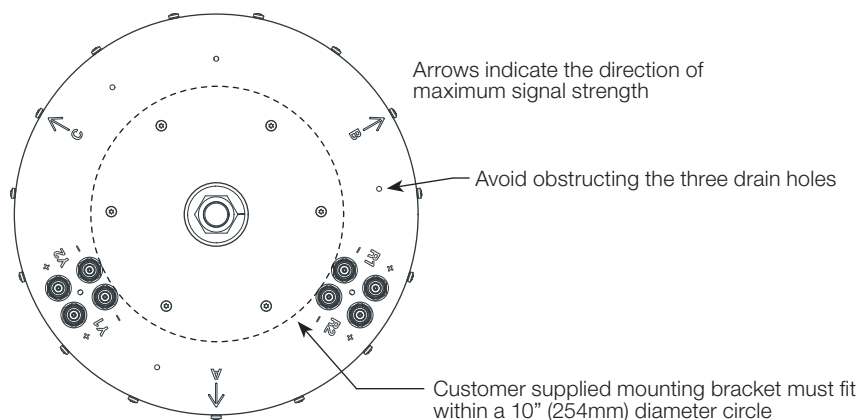 Arrows indicate the direction of
maximum signal strength
C
B
Avoid obstructing the three drain holes
Y2
-
+
Y1
-
+
R1
-
+
R2
-
+
A
Customer supplied mounting bracket must fit
within a 10” (254mm) diameter circle